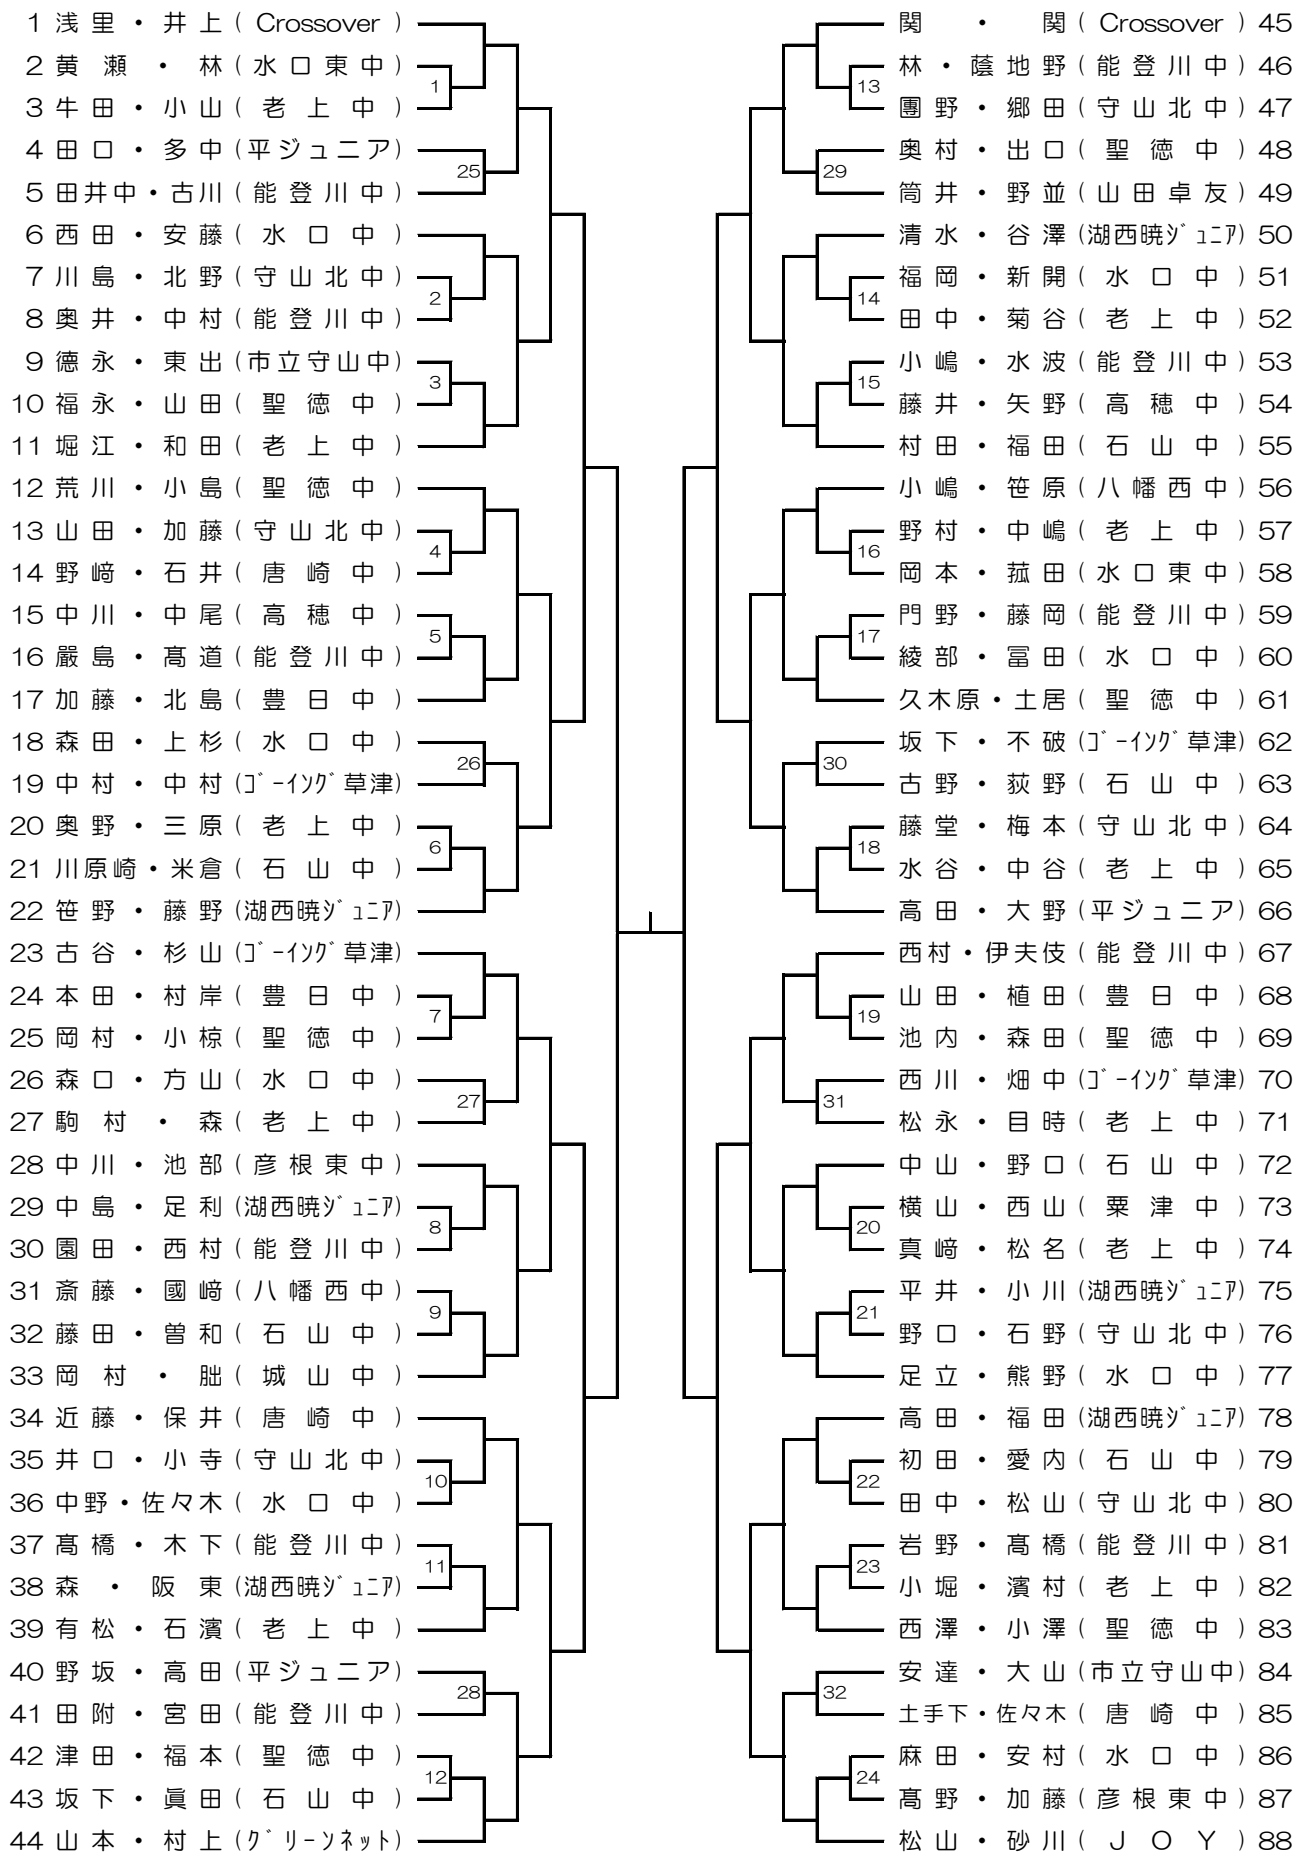 1 浅里・井上 ( Crossover )
2 黄瀬・林 ( 水口東中 )
1
3 牛田・小山 ( 老上中 )
4 田口・多中 (平ジュニア)
25
5 田井中・古川 ( 能登川中 )
6 西田・安藤 ( 水口中 )
7 川島・北野 ( 守山北中 )
2
8 奥井・中村 ( 能登川中 )
9 德永・東出 (市立守山中)
3
10 福永・山田 ( 聖徳中 )
11 堀江・和田 ( 老上中 )
12 荒川・小島 ( 聖徳中 )
13 山田・加藤 ( 守山北中 )
4
14 野﨑・石井 ( 唐崎中 )
15 中川・中尾 ( 高穂中 )
5
16 嚴島・髙道 ( 能登川中 )
17 加藤・北島 ( 豊日中 )
18 森田・上杉 ( 水口中 )
26
19 中村・中村 (ｺﾞｰｲﾝｸﾞ草津)
20 奥野・三原 ( 老上中 )
6
21 川原崎・米倉 ( 石山中 )
22 笹野・藤野 (湖西暁ｼﾞｭﾆｱ)
23 古谷・杉山 (ｺﾞｰｲﾝｸﾞ草津)
24 本田・村岸 ( 豊日中 )
7
25 岡村・小椋 ( 聖徳中 )
26 森口・方山 ( 水口中 )
27
27 駒村・森 ( 老上中 )
28 中川・池部 ( 彦根東中 )
29 中島・足利 (湖西暁ｼﾞｭﾆｱ)
8
30 園田・西村 ( 能登川中 )
31 斎藤・國﨑 ( 八幡西中 )
9
32 藤田・曽和 ( 石山中 )
33 岡村・朏 ( 城山中 )
34 近藤・保井 ( 唐崎中 )
35 井口・小寺 ( 守山北中 )
10
36 中野・佐々木 ( 水口中 )
37 髙橋・木下 ( 能登川中 )
11
38 森・阪東 (湖西暁ｼﾞｭﾆｱ)
39 有松・石濱 ( 老上中 )
40 野坂・高田 (平ジュニア)
28
41 田附・宮田 ( 能登川中 )
42 津田・福本 ( 聖徳中 )
12
43 坂下・眞田 ( 石山中 )
44 山本・村上 (ｸﾞﾘｰﾝﾈｯﾄ)
関・関 ( Crossover ) 45
林・蔭地野 ( 能登川中 ) 46
13
團野・郷田 ( 守山北中 ) 47
奥村・出口 ( 聖徳中 ) 48
29
筒井・野並 ( 山田卓友 ) 49
清水・谷澤 (湖西暁ｼﾞｭﾆｱ) 50
福岡・新開 ( 水口中 ) 51
14
田中・菊谷 ( 老上中 ) 52
小嶋・水波 ( 能登川中 ) 53
15
藤井・矢野 ( 高穂中 ) 54
村田・福田 ( 石山中 ) 55
小嶋・笹原 ( 八幡西中 ) 56
野村・中嶋 ( 老上中 ) 57
16
岡本・菰田 ( 水口東中 ) 58
門野・藤岡 ( 能登川中 ) 59
17
綾部・冨田 ( 水口中 ) 60
久木原・土居 ( 聖徳中 ) 61
坂下・不破 (ｺﾞｰｲﾝｸﾞ草津) 62
30
古野・荻野 ( 石山中 ) 63
藤堂・梅本 ( 守山北中 ) 64
18
水谷・中谷 ( 老上中 ) 65
高田・大野 (平ジュニア) 66
西村・伊夫伎 ( 能登川中 ) 67
山田・植田 ( 豊日中 ) 68
19
池内・森田 ( 聖徳中 ) 69
西川・畑中 (ｺﾞｰｲﾝｸﾞ草津) 70
31
松永・目時 ( 老上中 ) 71
中山・野口 ( 石山中 ) 72
横山・西山 ( 粟津中 ) 73
20
真﨑・松名 ( 老上中 ) 74
平井・小川 (湖西暁ｼﾞｭﾆｱ) 75
21
野口・石野 ( 守山北中 ) 76
足立・熊野 ( 水口中 ) 77
高田・福田 (湖西暁ｼﾞｭﾆｱ) 78
初田・愛内 ( 石山中 ) 79
22
田中・松山 ( 守山北中 ) 80
岩野・髙橋 ( 能登川中 ) 81
23
小堀・濱村 ( 老上中 ) 82
西澤・小澤 ( 聖徳中 ) 83
安達・大山 (市立守山中) 84
32
土手下・佐々木 ( 唐崎中 ) 85
麻田・安村 ( 水口中 ) 86
24
髙野・加藤 ( 彦根東中 ) 87
松山・砂川 ( ＪＯＹ ) 88